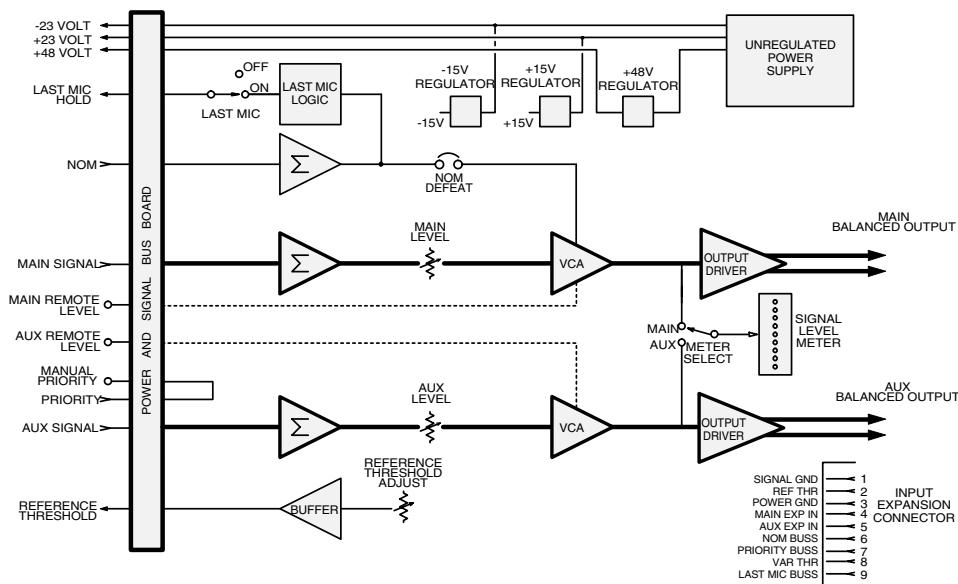 -23 VOLT
+23 VOLT
+48 VOLT
UNREGULATED
POWER
SUPPLY
OFF
ON
LAST MIC
HOLD
LAST MIC
LAST MIC
LOGIC
-15V
REGULATOR
-15V
+15V
REGULATOR
+15V
+48V
REGULATOR
NOM
Σ
NOM
DEFEAT
POWER AND SIGNAL BUS BOARD
MAIN SIGNAL
Σ
MAIN
LEVEL
VCA
OUTPUT
DRIVER
MAIN
BALANCED OUTPUT
MAIN REMOTE
LEVEL
AUX REMOTE
LEVEL
MAIN
AUX
METER
SELECT
SIGNAL
LEVEL
METER
MANUAL
PRIORITY
PRIORITY
AUX SIGNAL
Σ
AUX
LEVEL
VCA
OUTPUT
DRIVER
AUX
BALANCED OUTPUT
REFERENCE
THRESHOLD
ADJUST
REFERENCE
THRESHOLD
BUFFER
SIGNAL GND 1
REF THR 2
POWER GND 3
MAIN EXP IN 4
AUX EXP IN 5
NOM BUSS 6
PRIORITY BUSS 7
VAR THR 8
LAST MIC BUSS 9
INPUT
EXPANSION
CONNECTOR